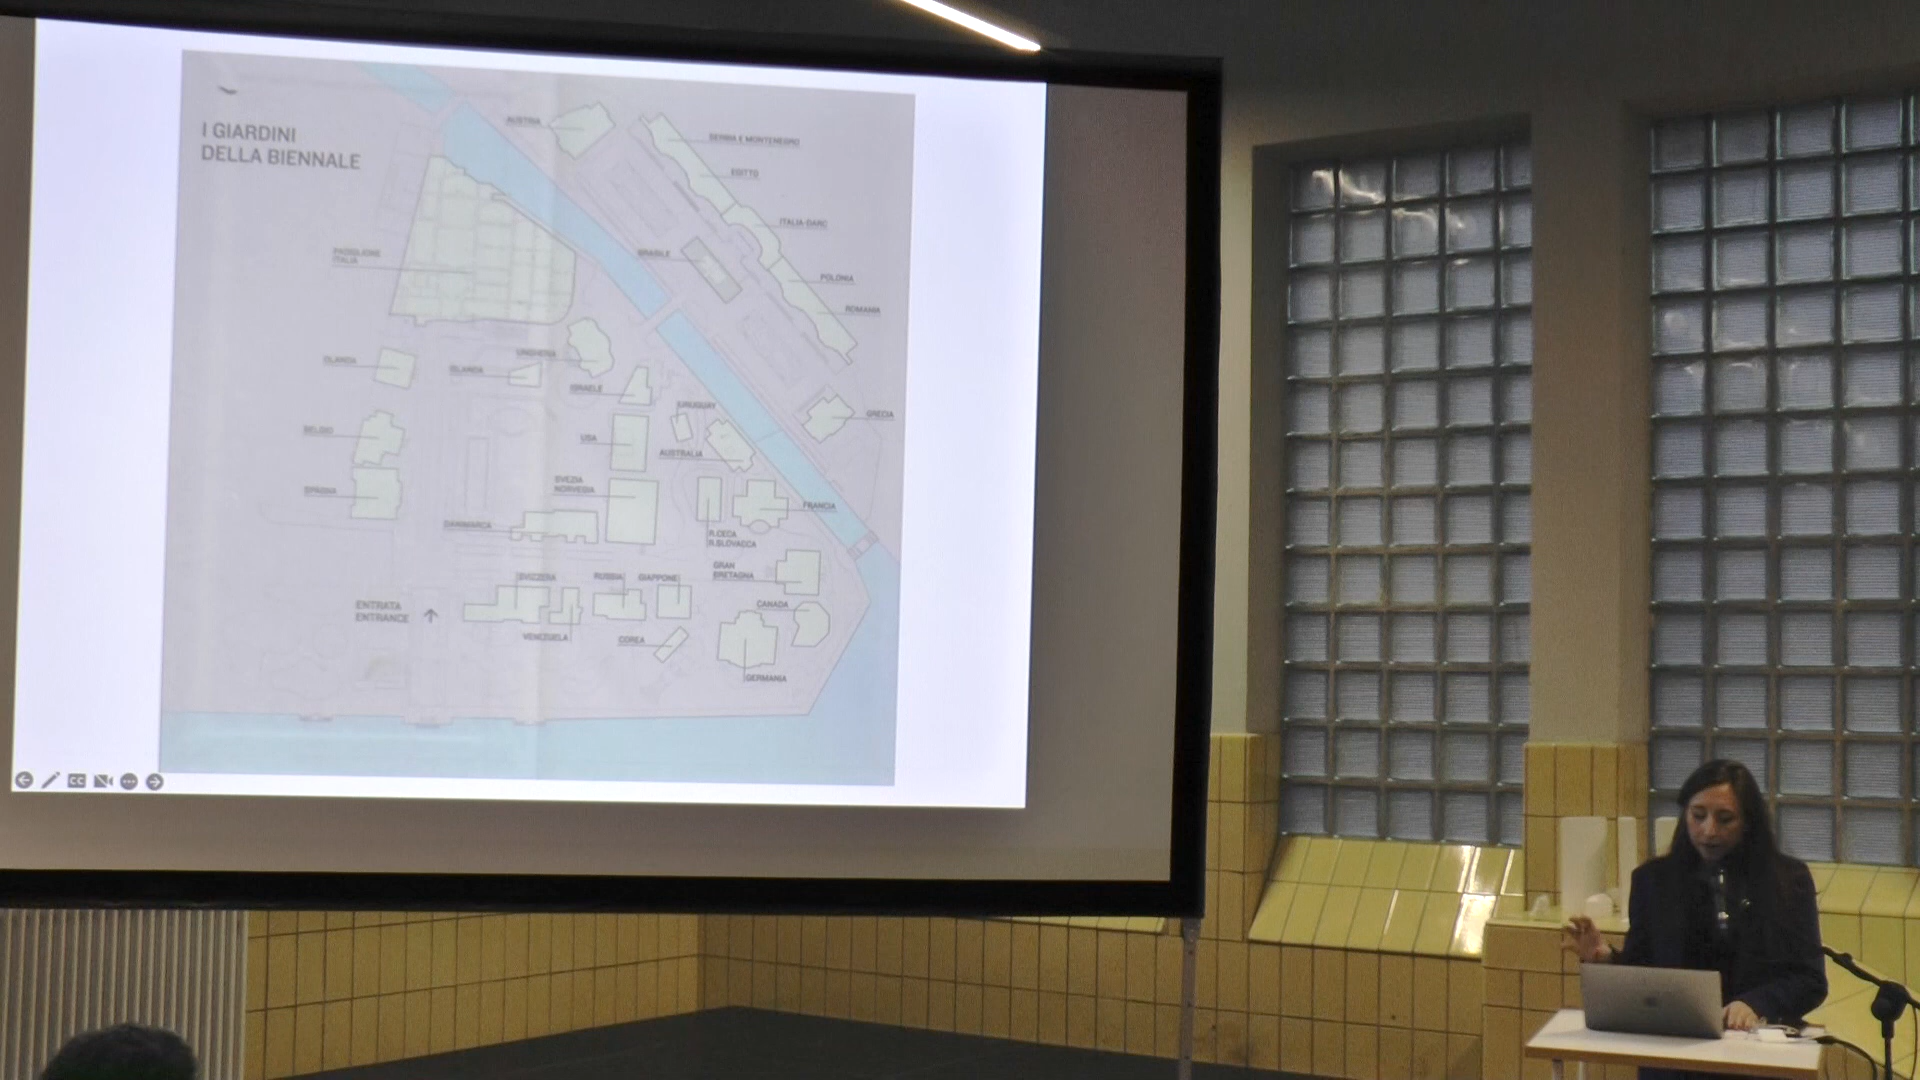 I GIARDINI
DELLA BIENNALE
AUSTRIA
SERBIA E MONTENEGRO
EGITTO
ITALIA-DARC
PADIGLIONE
ITALIA
BRASILE
POLONIA
ROMANIA
OLANDA
UNGHERIA
ISLANDA
ISRAELE
URUGUAY
GRECIA
BELGIO
USA
AUSTRALIA
SPAGNA
SVEZIA
NORVEGIA
FRANCIA
DANIMARCA
R.CECA
R.SLOVACCA
GRAN
BRETAGNA
SVIZZERA
RUSSIA
GIAPPONE
ENTRATA
ENTRANCE
CANADA
VENEZUELA
COREA
GERMANIA
CC